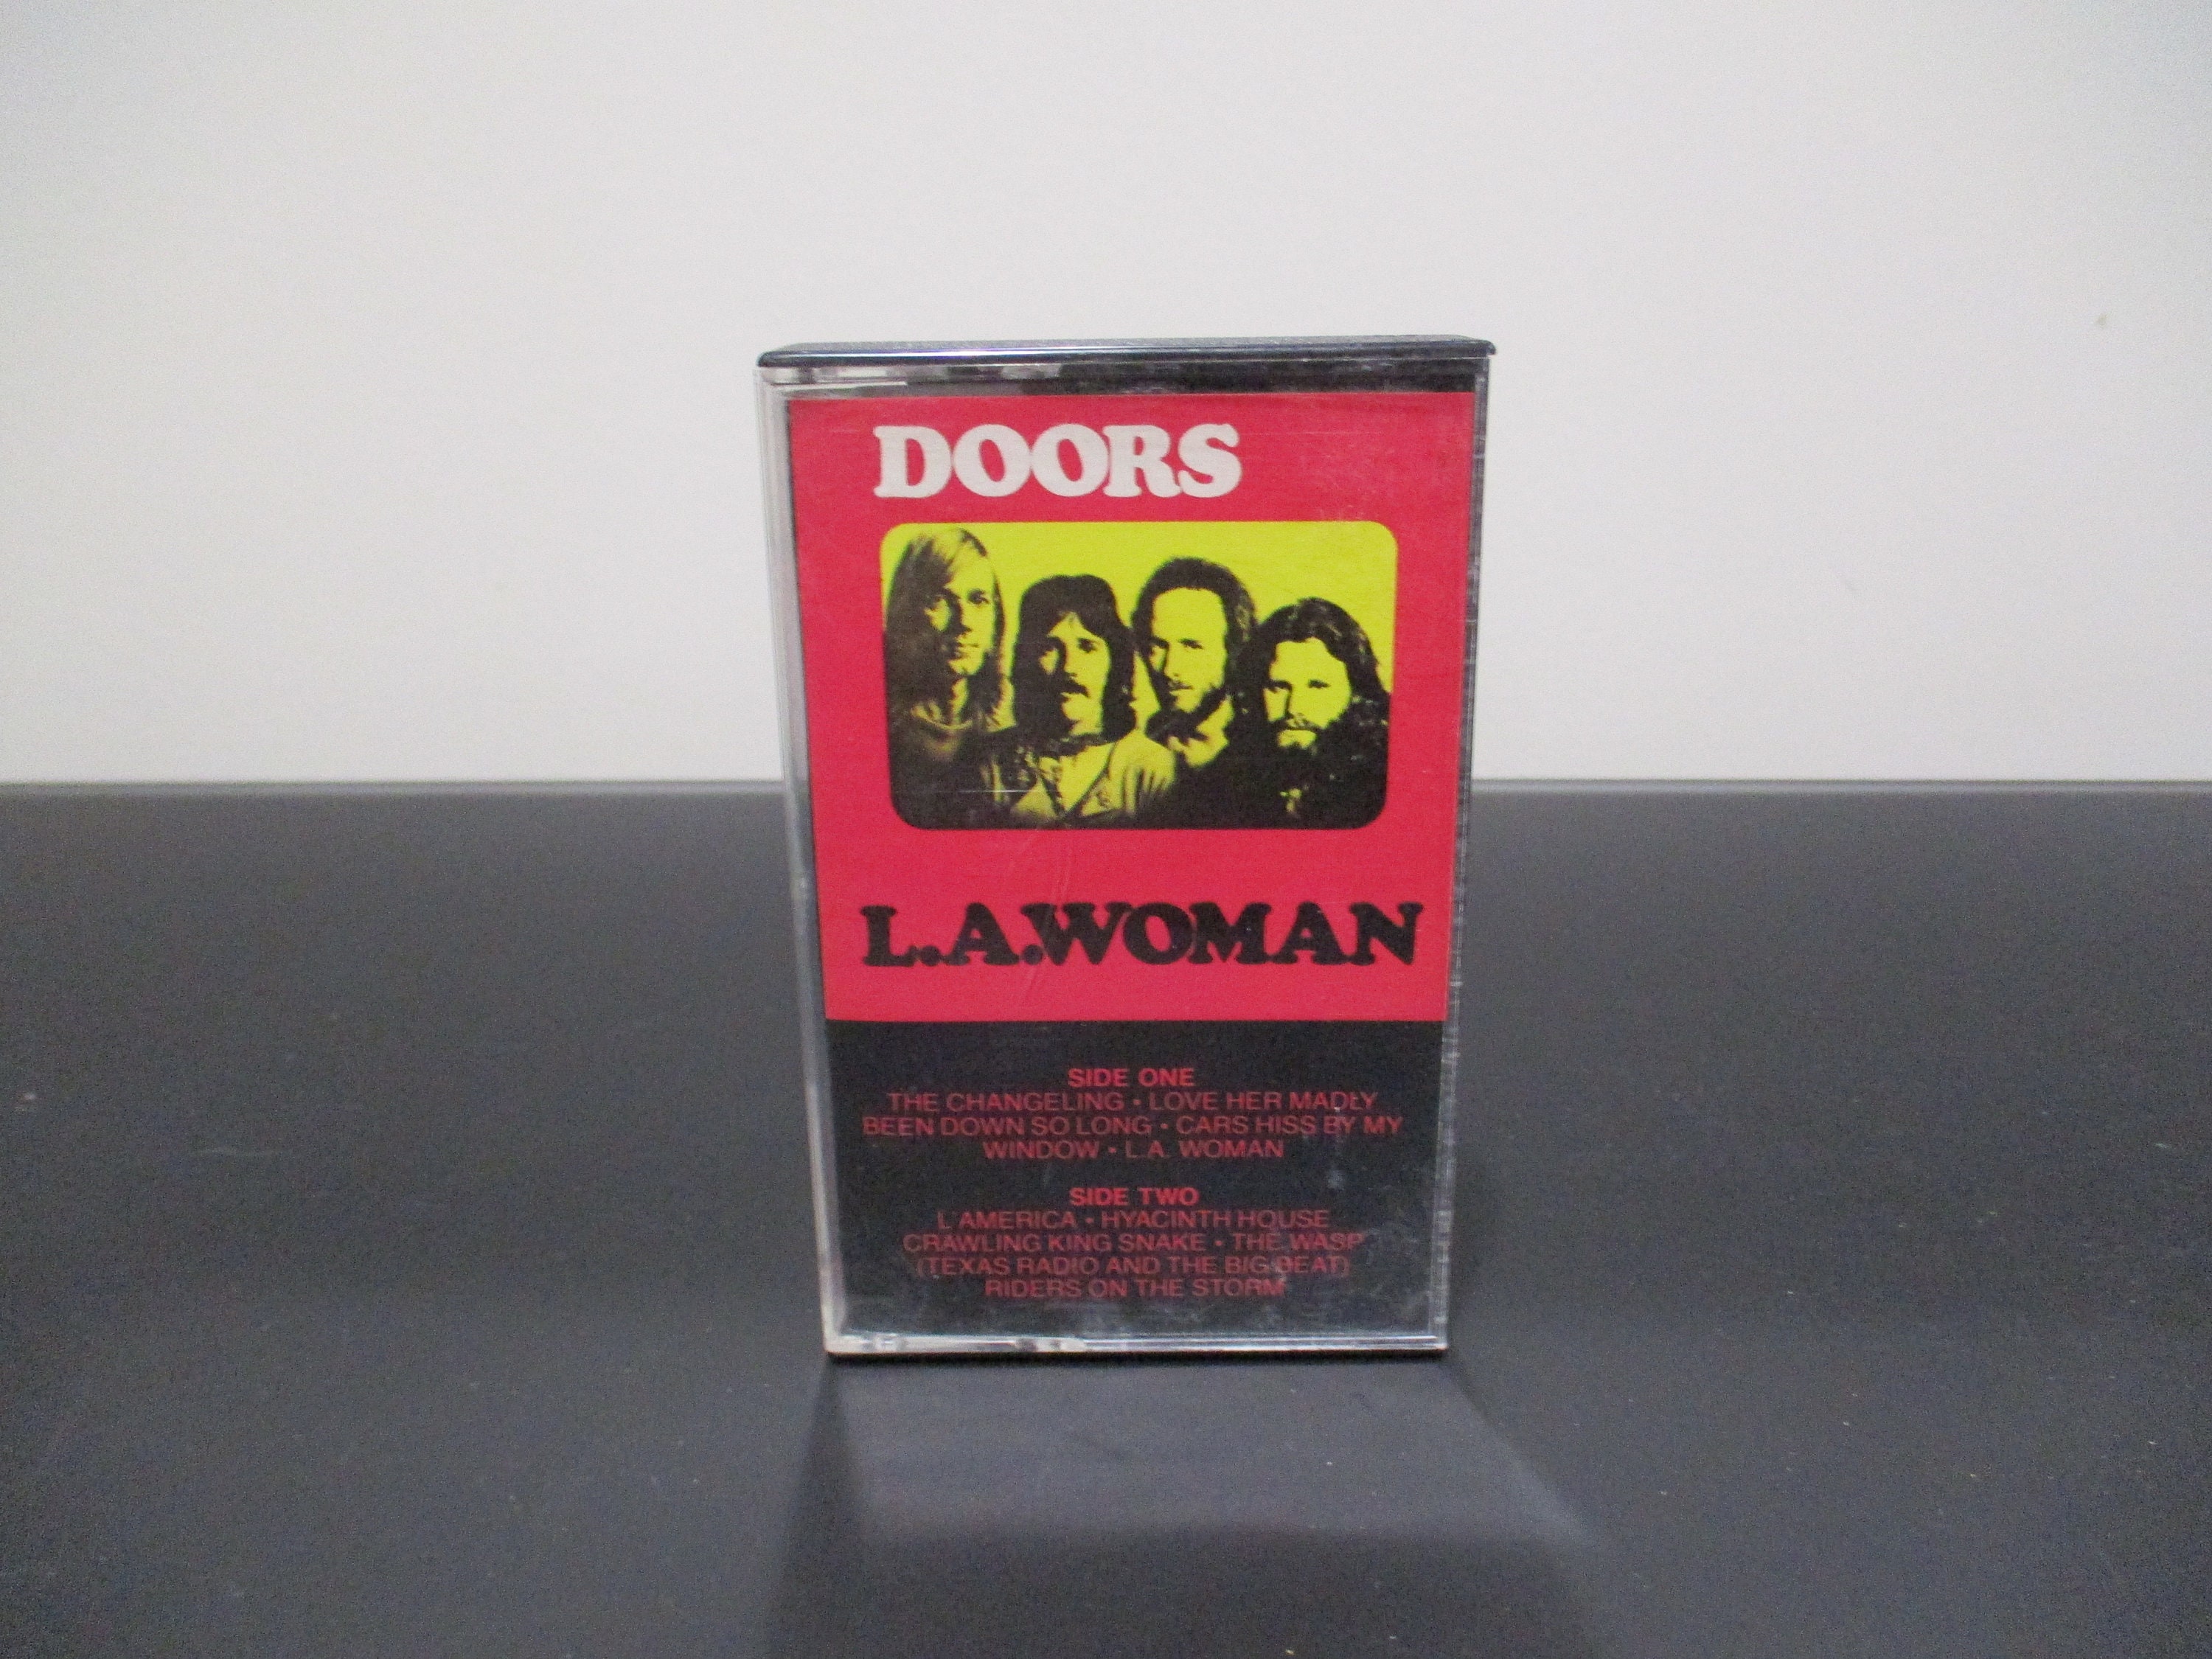 DOORS
L.A.WOMAN
SIDE ONE
THE CHANGELING • LOVE HER MADLY
BEEN DOWN SO LONG • CARS HISS BY MY
WINDOW • L.A. WOMAN
SIDE TWO
L'AMERICA • HYACINTH HOUSE
CRAWLING KING SNAKE • THE WASP
(TEXAS RADIO AND THE BIG BEAT)
RIDERS ON THE STORM